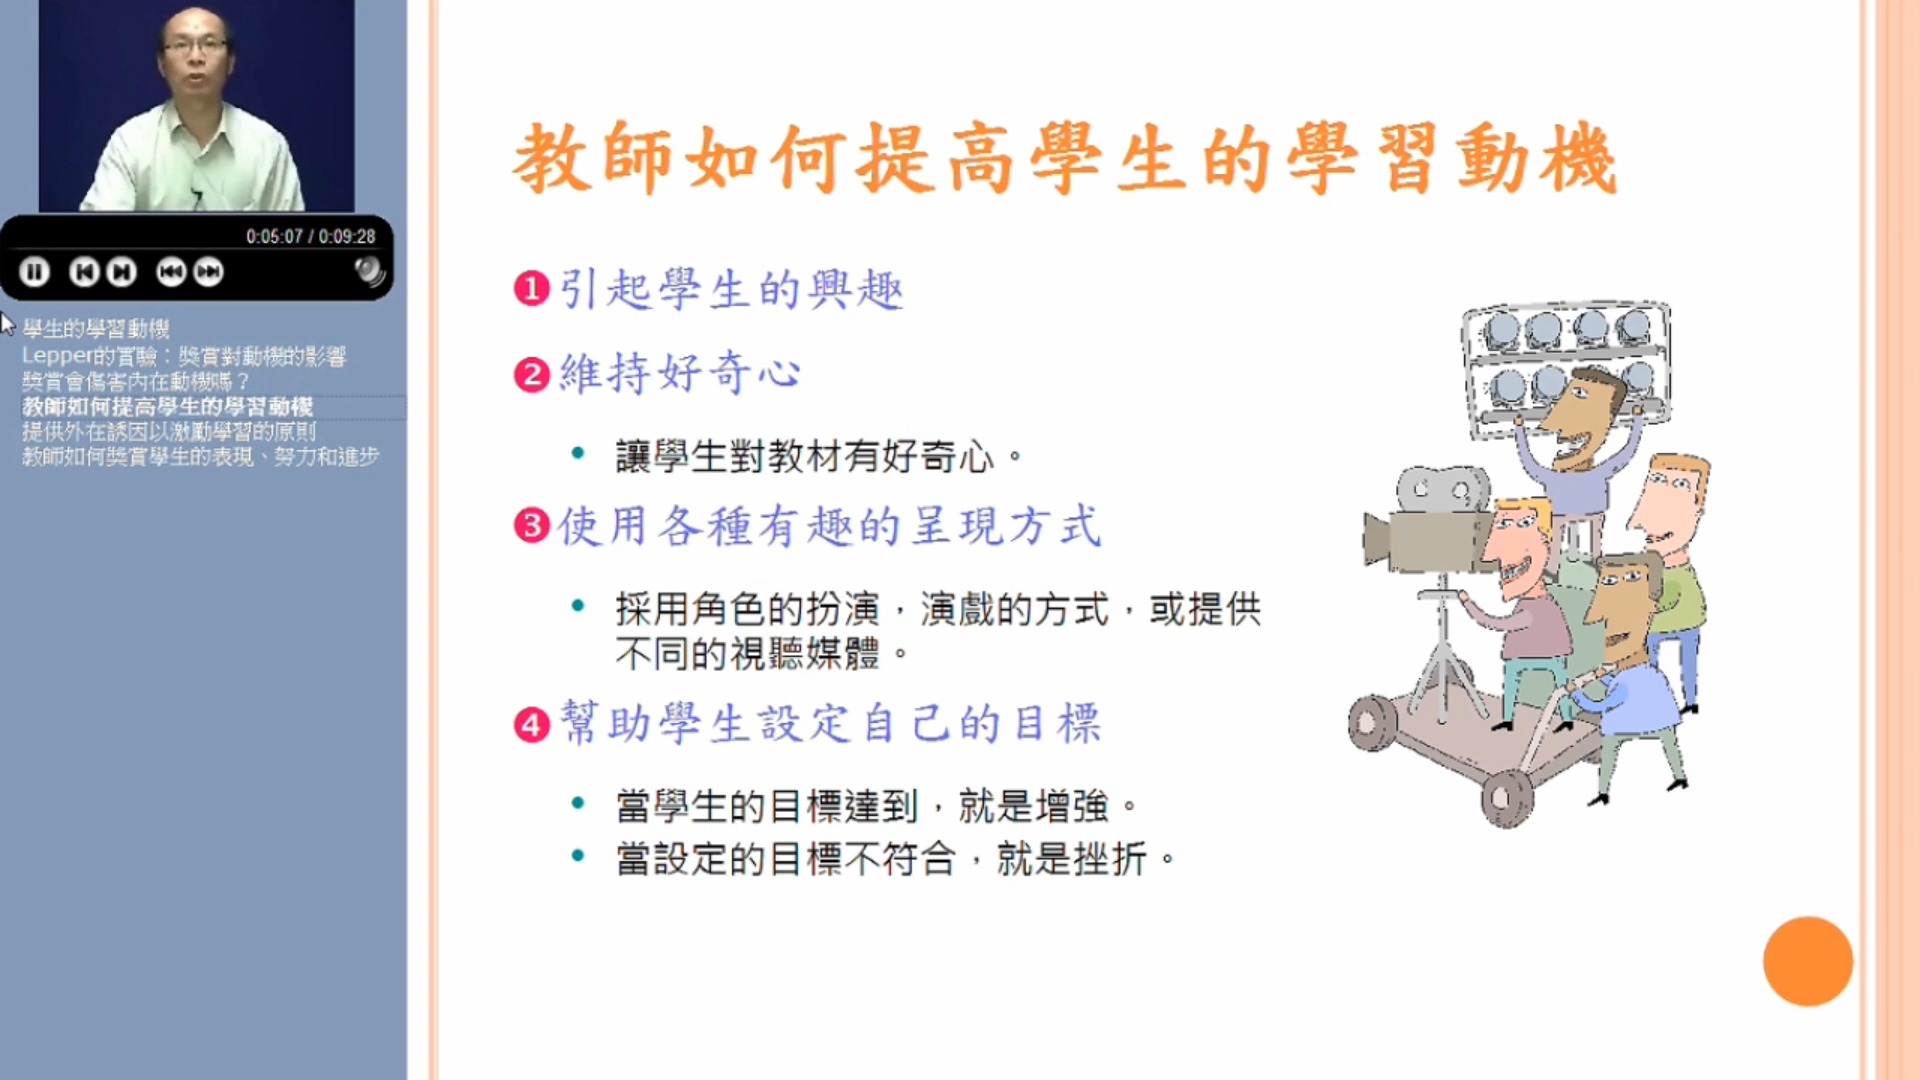 0:05:07 / 0:09:28
學生的學習動機
Lepper的實驗：獎賞對動機的影響
獎賞會傷害內在動機嗎？
教師如何提高學生的學習動機
提供外在誘因以激勵學習的原則
教師如何獎賞學生的表現、努力和進步
教師如何提高學生的學習動機
❶引起學生的興趣
❷維持好奇心
• 讓學生對教材有好奇心。
❸使用各種有趣的呈現方式
• 採用角色的扮演，演戲的方式，或提供
不同的視聽媒體。
❹幫助學生設定自己的目標
• 當學生的目標達到，就是增強。
• 當設定的目標不符合，就是挫折。